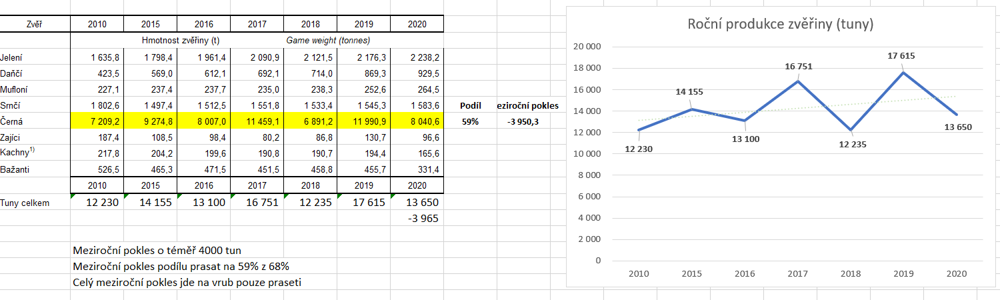 Zvěř 2010 2015 2016 2017 2018 2019 2020
Hmotnost zvěřiny (t) Game weight (tonnes)
Jelení 1 635,8 1 798,4 1 961,4 2 090,9 2 121,5 2 176,3 2 238,2
Daňčí 423,5 569,0 612,1 692,1 714,0 869,3 929,5
Mufloní 227,1 237,4 237,7 235,0 238,3 252,6 264,5
Srnčí 1 802,6 1 497,4 1 512,5 1 551,8 1 533,4 1 545,3 1 583,6 Podíl eziroční pokles
Černá 7 209,2 9 274,8 8 007,0 11 459,1 6 891,2 11 990,9 8 040,6 59% -3 950,3
Zajíci 187,4 108,5 98,4 80,2 86,8 130,7 96,6
Kachny1) 217,8 204,2 199,6 190,8 190,7 194,4 165,6
Bažanti 526,5 465,3 471,5 451,5 458,8 455,7 331,4
2010 2015 2016 2017 2018 2019 2020
Tuny celkem 12 230 14 155 13 100 16 751 12 235 17 615 13 650
-3 965
Meziroční pokles o téměř 4000 tun
Meziroční pokles podílu prasat na 59% z 68%
Celý meziroční pokles jde na vrub pouze praseti
Roční produkce zvěřiny (tuny)
20 000
18 000
16 000
14 000
12 000
10 000
8 000
6 000
4 000
2 000
0
12 230
14 155
13 100
16 751
12 235
17 615
13 650
2010 2015 2016 2017 2018 2019 2020